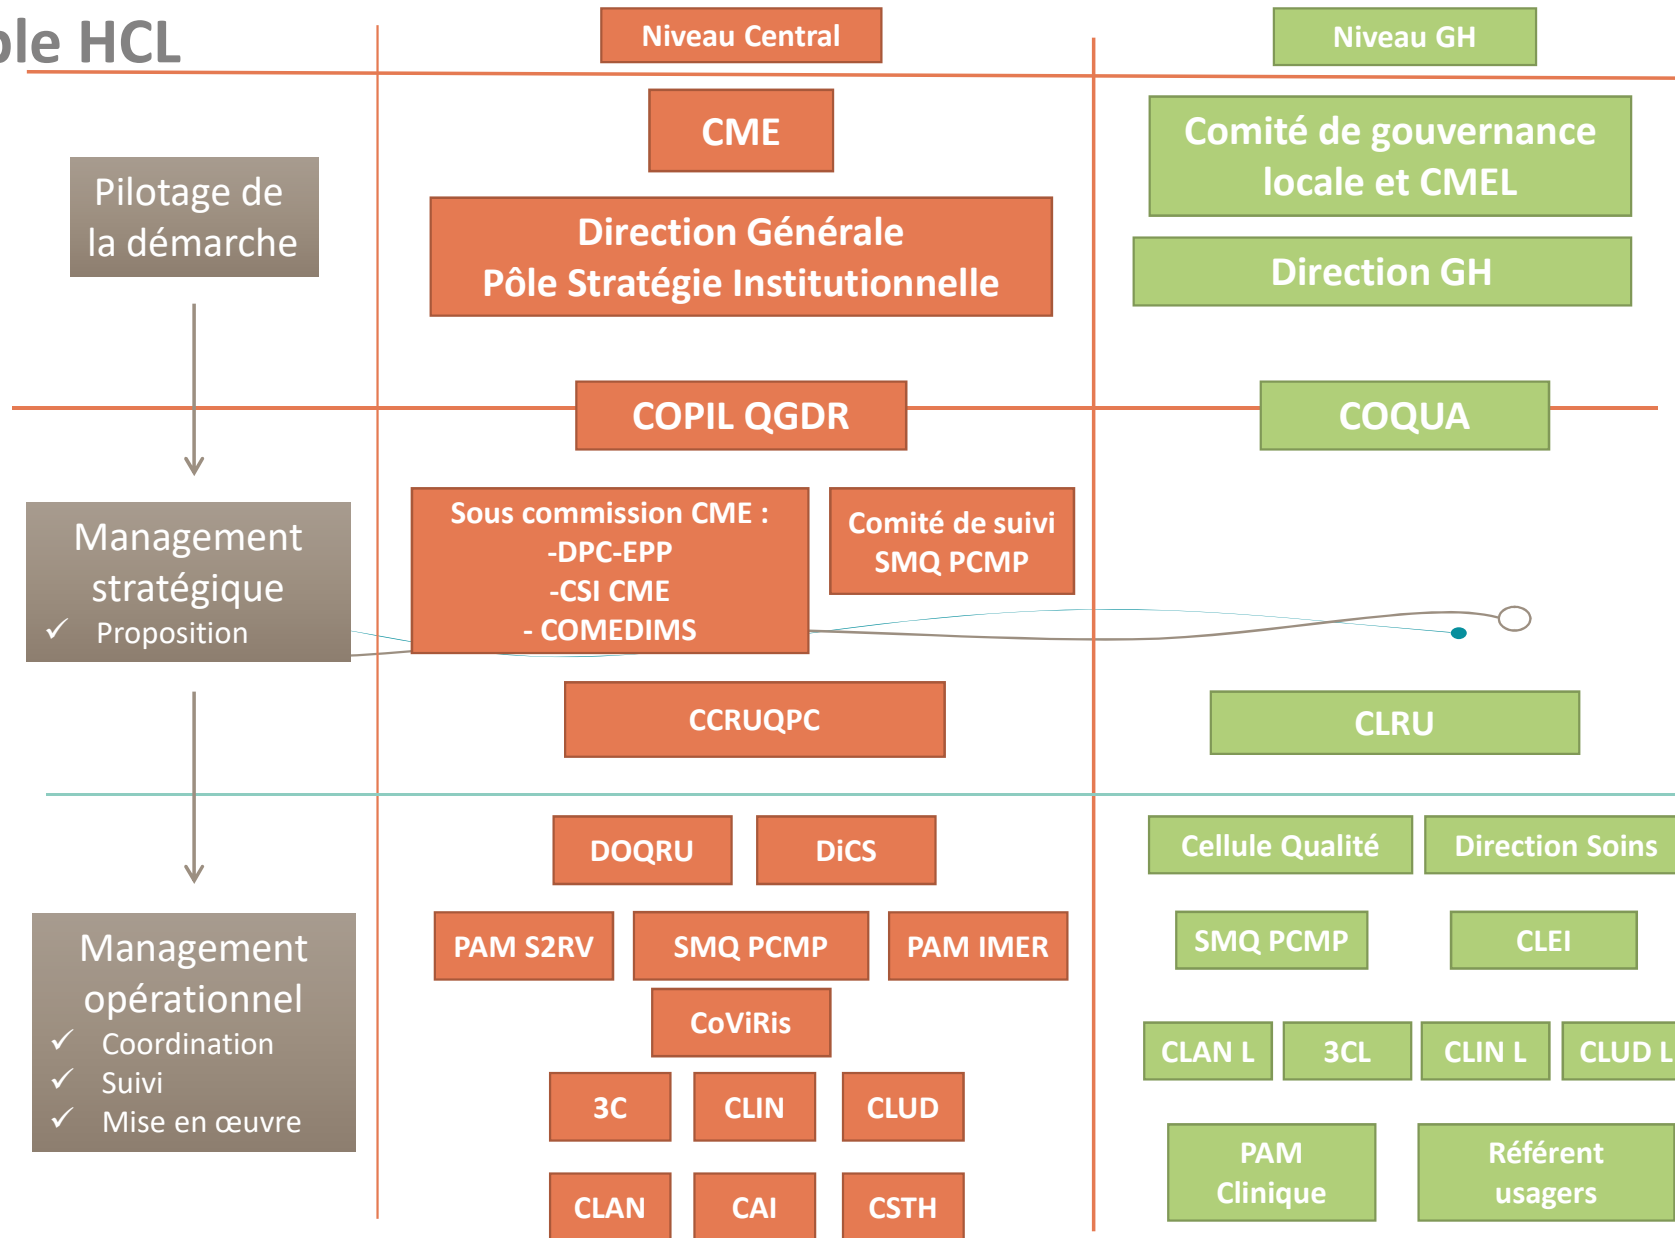 HCL
Niveau Central
Niveau GH
Pilotage de
la démarche
CME
Direction Générale
Pôle Stratégie Institutionnelle
Comité de gouvernance
locale et CMEL
Direction GH
COPIL QGDR
COQUA
Management
stratégique
✓ Proposition
Sous commission CME :
-DPC-EPP
-CSI CME
- COMEDIMS
Comité de suivi
SMQ PCMP
CCRUQPC
CLRU
Management
opérationnel
✓ Coordination
✓ Suivi
✓ Mise en œuvre
DOQRU
DiCS
PAM S2RV
SMQ PCMP
PAM IMER
CoViRis
3C
CLIN
CLUD
CLAN
CAI
CSTH
Cellule Qualité
Direction Soins
SMQ PCMP
CLEI
CLAN L
3CL
CLIN L
CLUD L
PAM
Clinique
Référent
usagers